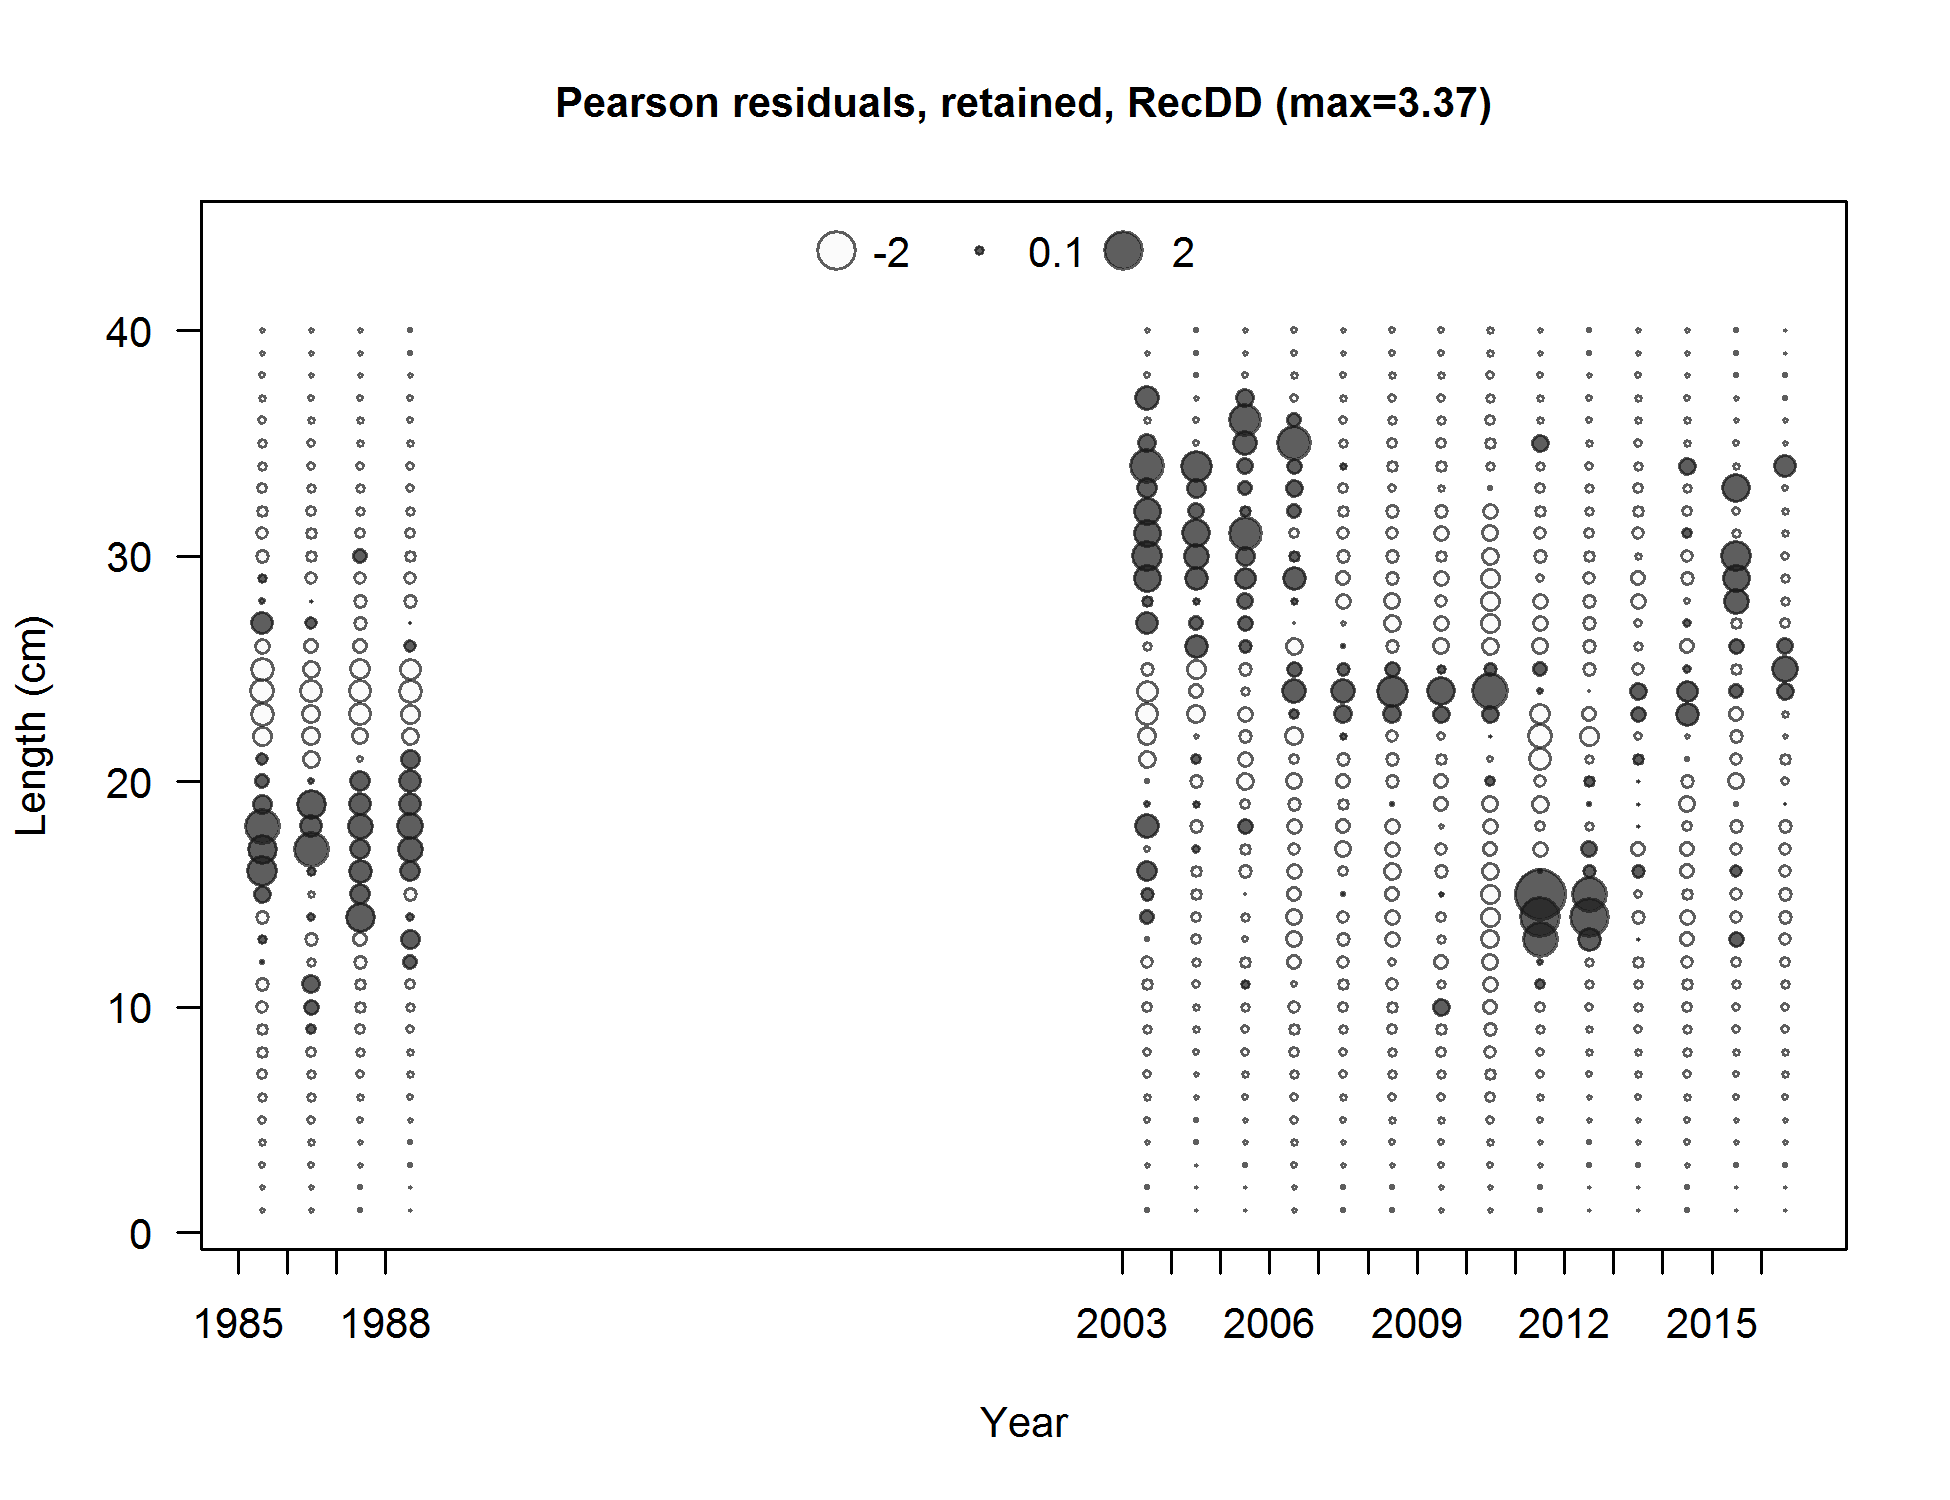 Pearson residuals, retained, RecDD (max=3.37)
-2 0.1 2
40
30
20
10
0
Length (cm)
1985 1988 2003 2006 2009 2012 2015
Year